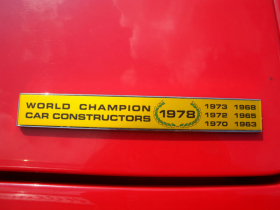 WORLD CHAMPION
CAR CONSTRUCTORS
1978
1973 1968
1972 1965
1970 1963